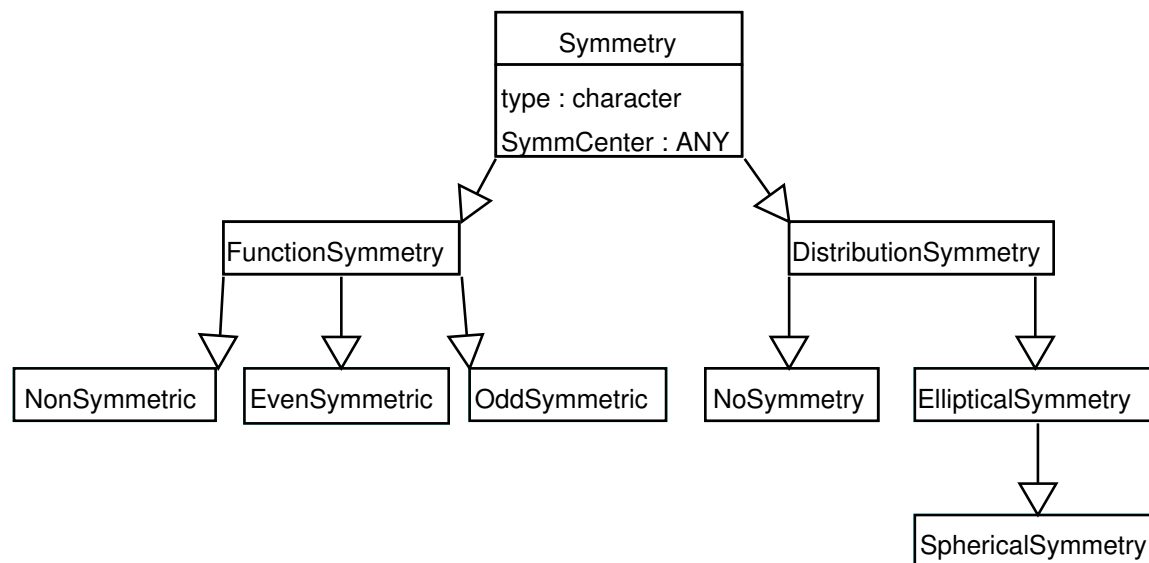 Symmetry
type : character
SymmCenter : ANY
FunctionSymmetry
DistributionSymmetry
NonSymmetric
EvenSymmetric
OddSymmetric
NoSymmetry
EllipticalSymmetry
SphericalSymmetry